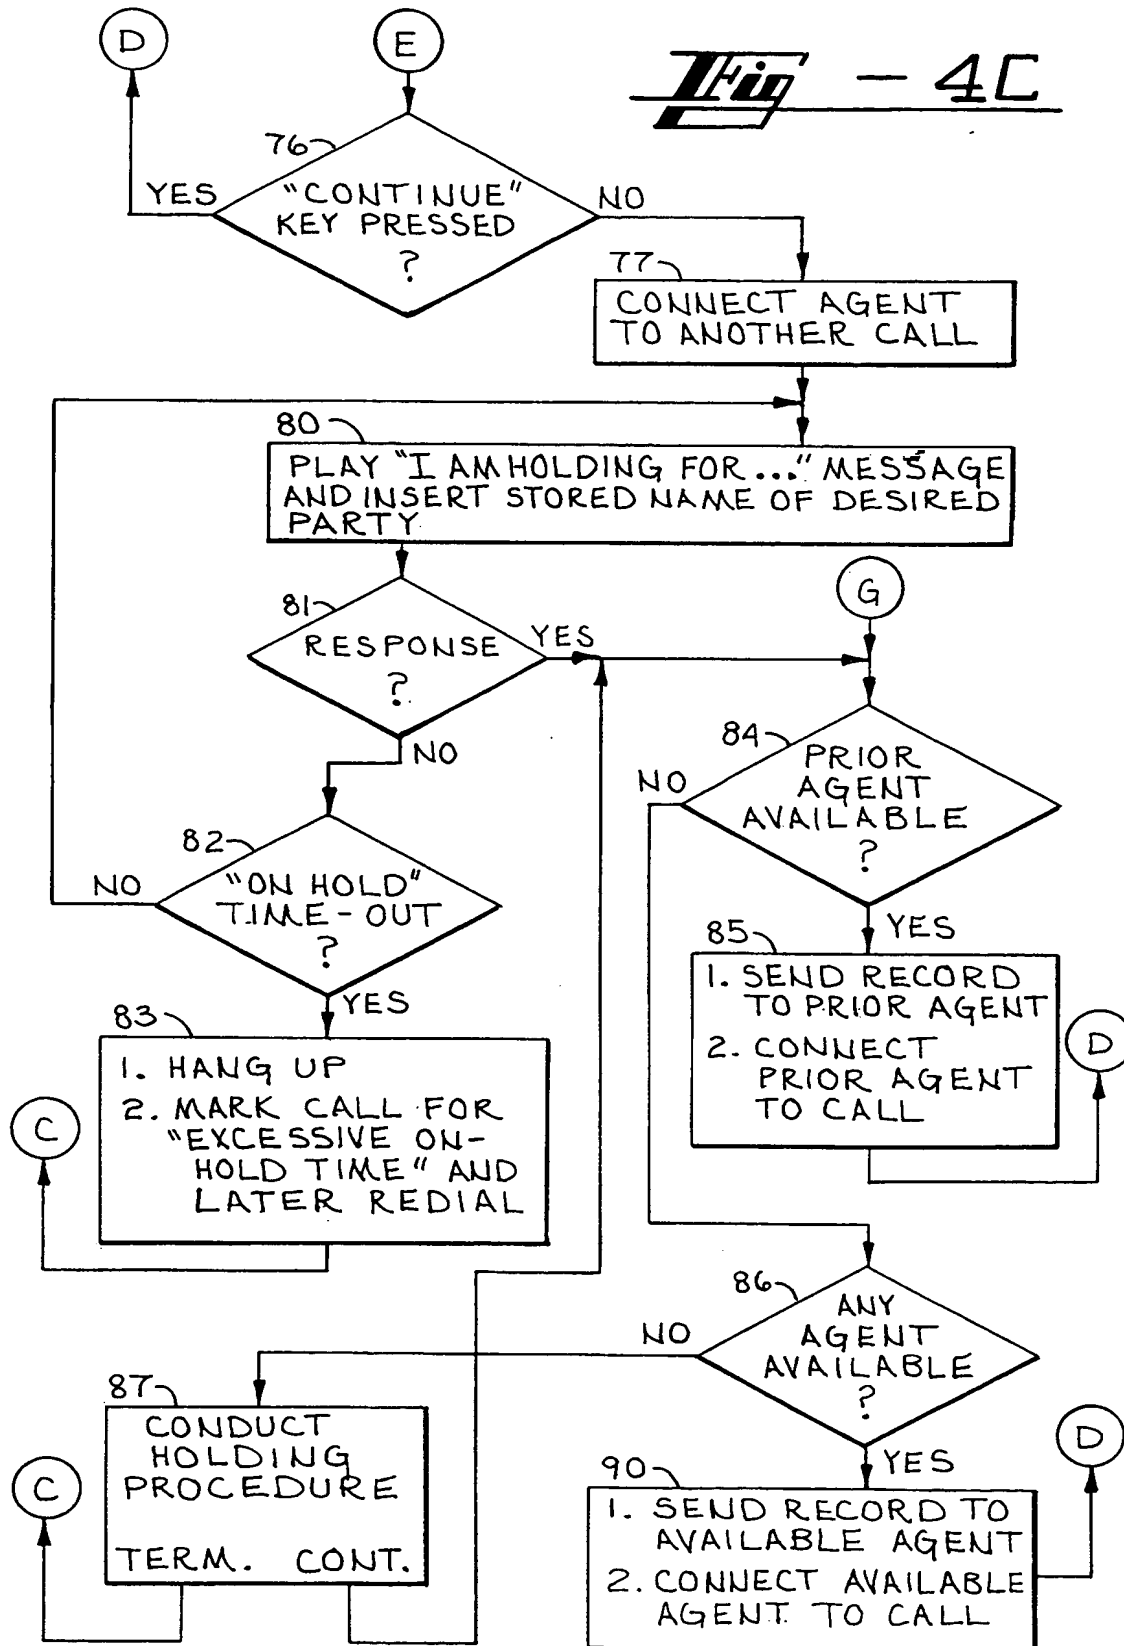 D
E
Fig - 4C
76
YES
"CONTINUE"
KEY PRESSED
?
NO
77
CONNECT AGENT
TO ANOTHER CALL
80
PLAY "I AM HOLDING FOR..." MESSAGE
AND INSERT STORED NAME OF DESIRED
PARTY
G
81
RESPONSE
?
YES
NO
84
PRIOR
AGENT
AVAILABLE
?
NO
YES
82
"ON HOLD"
TIME-OUT
?
NO
YES
85
1. SEND RECORD
TO PRIOR AGENT
2. CONNECT
PRIOR AGENT
TO CALL
D
83
1. HANG UP
2. MARK CALL FOR
"EXCESSIVE ON-
HOLD TIME" AND
LATER REDIAL
C
86
ANY
AGENT
AVAILABLE
?
NO
YES
87
CONDUCT
HOLDING
PROCEDURE
TERM. CONT.
C
D
90
1. SEND RECORD TO
AVAILABLE AGENT
2. CONNECT AVAILABLE
AGENT TO CALL